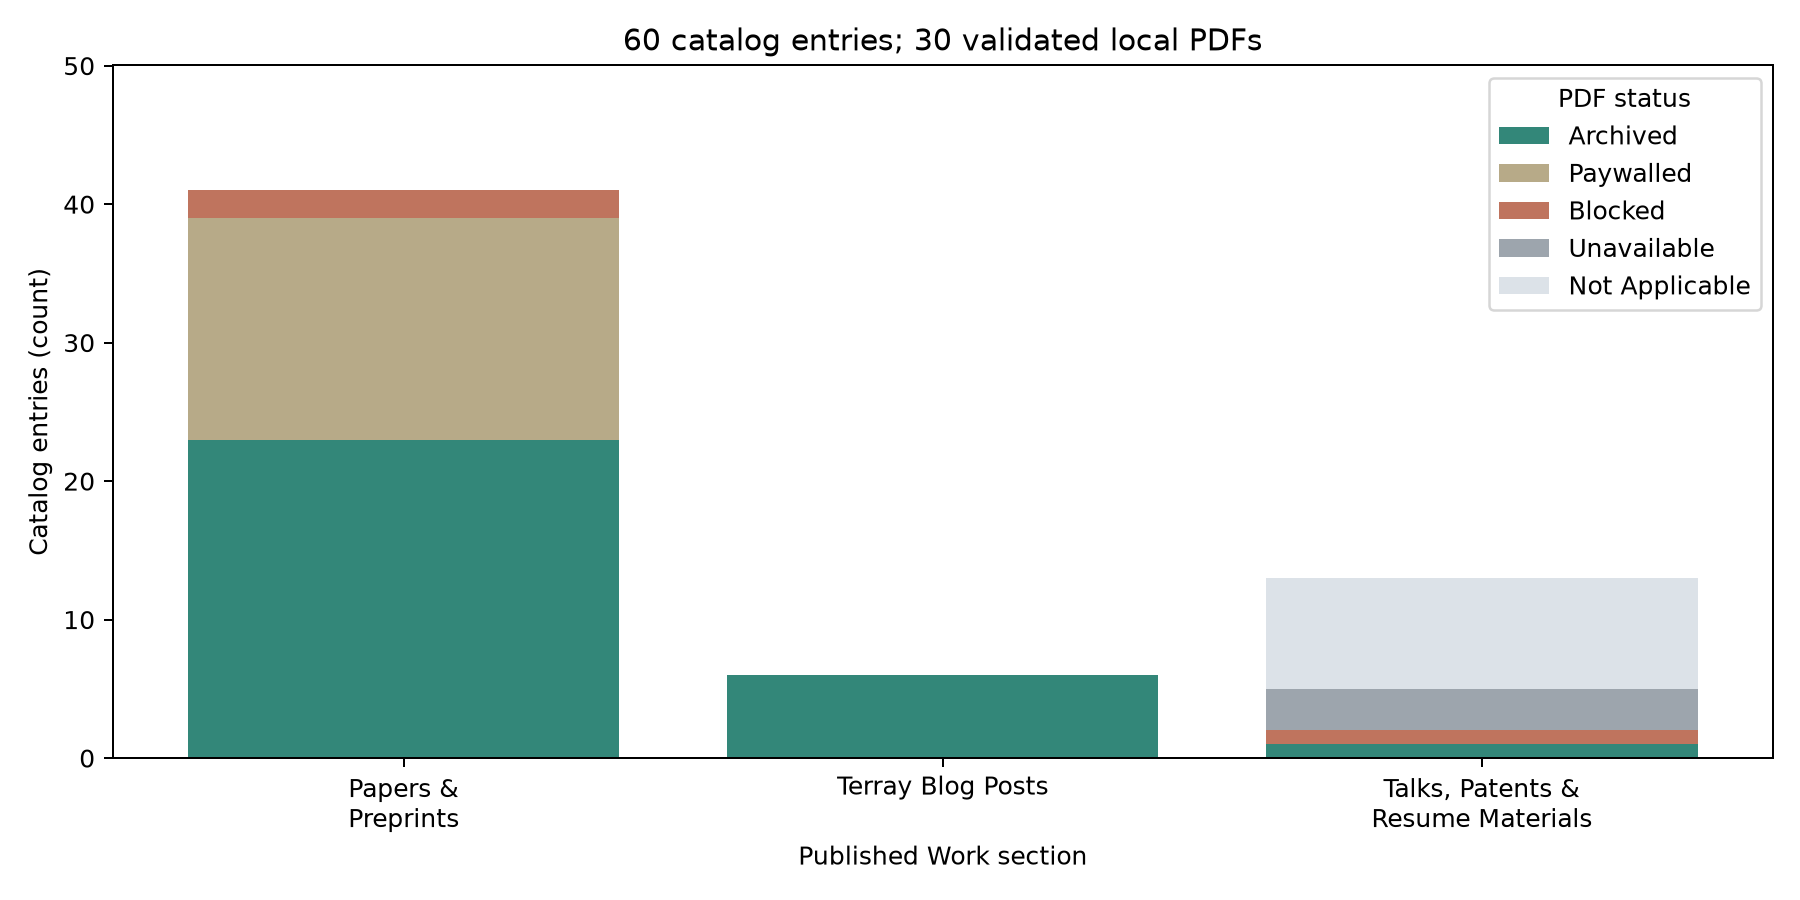 60 catalog entries; 30 validated local PDFs
50
40
30
20
10
0
Catalog entries (count)
PDF status
Archived
Paywalled
Blocked
Unavailable
Not Applicable
Papers &
Preprints
Terray Blog Posts
Talks, Patents &
Resume Materials
Published Work section